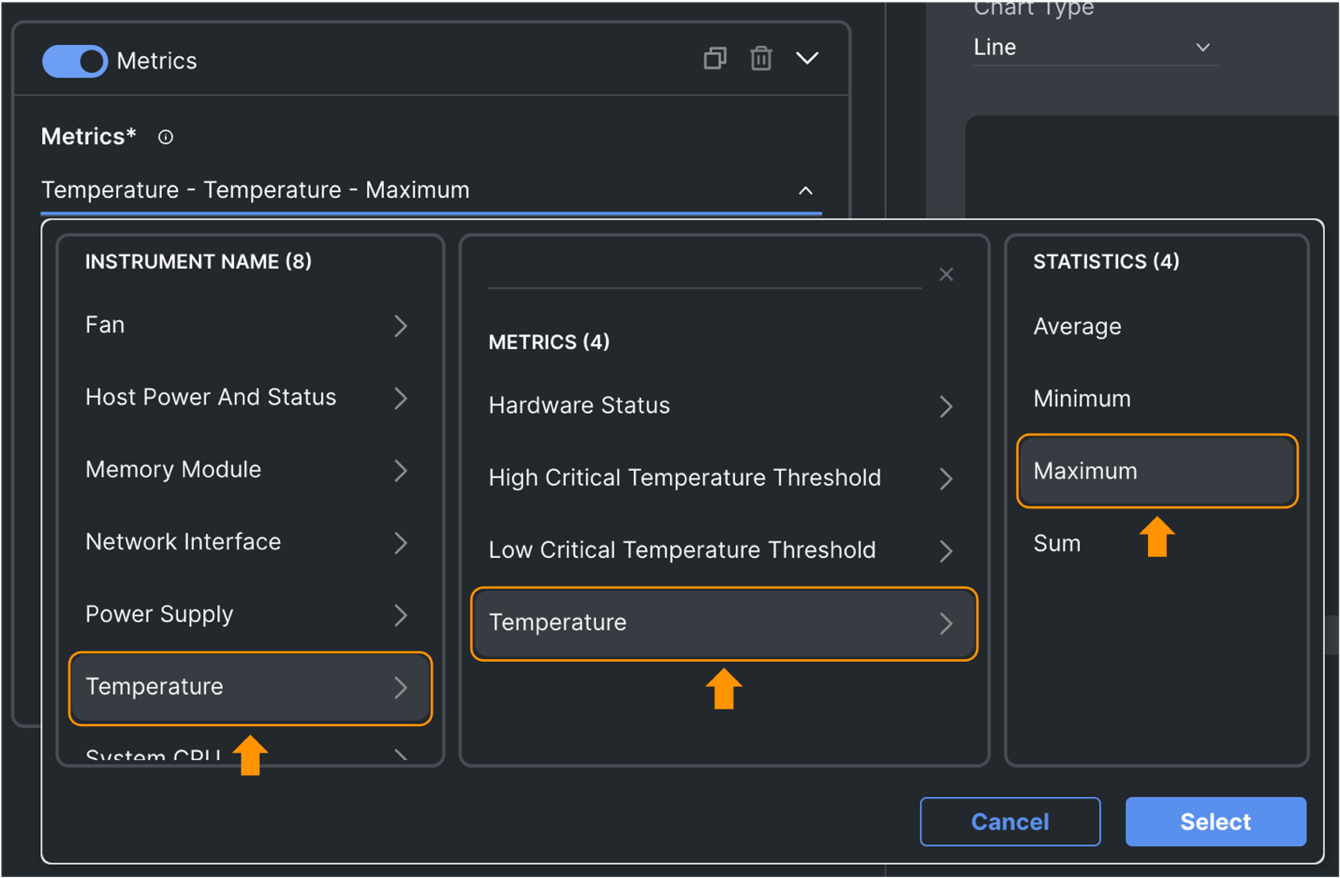 Chart Type
Line
Metrics
Metrics*
Temperature - Temperature - Maximum
INSTRUMENT NAME (8)
Fan
Host Power And Status
Memory Module
Network Interface
Power Supply
Temperature
System CPU
METRICS (4)
Hardware Status
High Critical Temperature Threshold
Low Critical Temperature Threshold
Temperature
STATISTICS (4)
Average
Minimum
Maximum
Sum
Cancel
Select